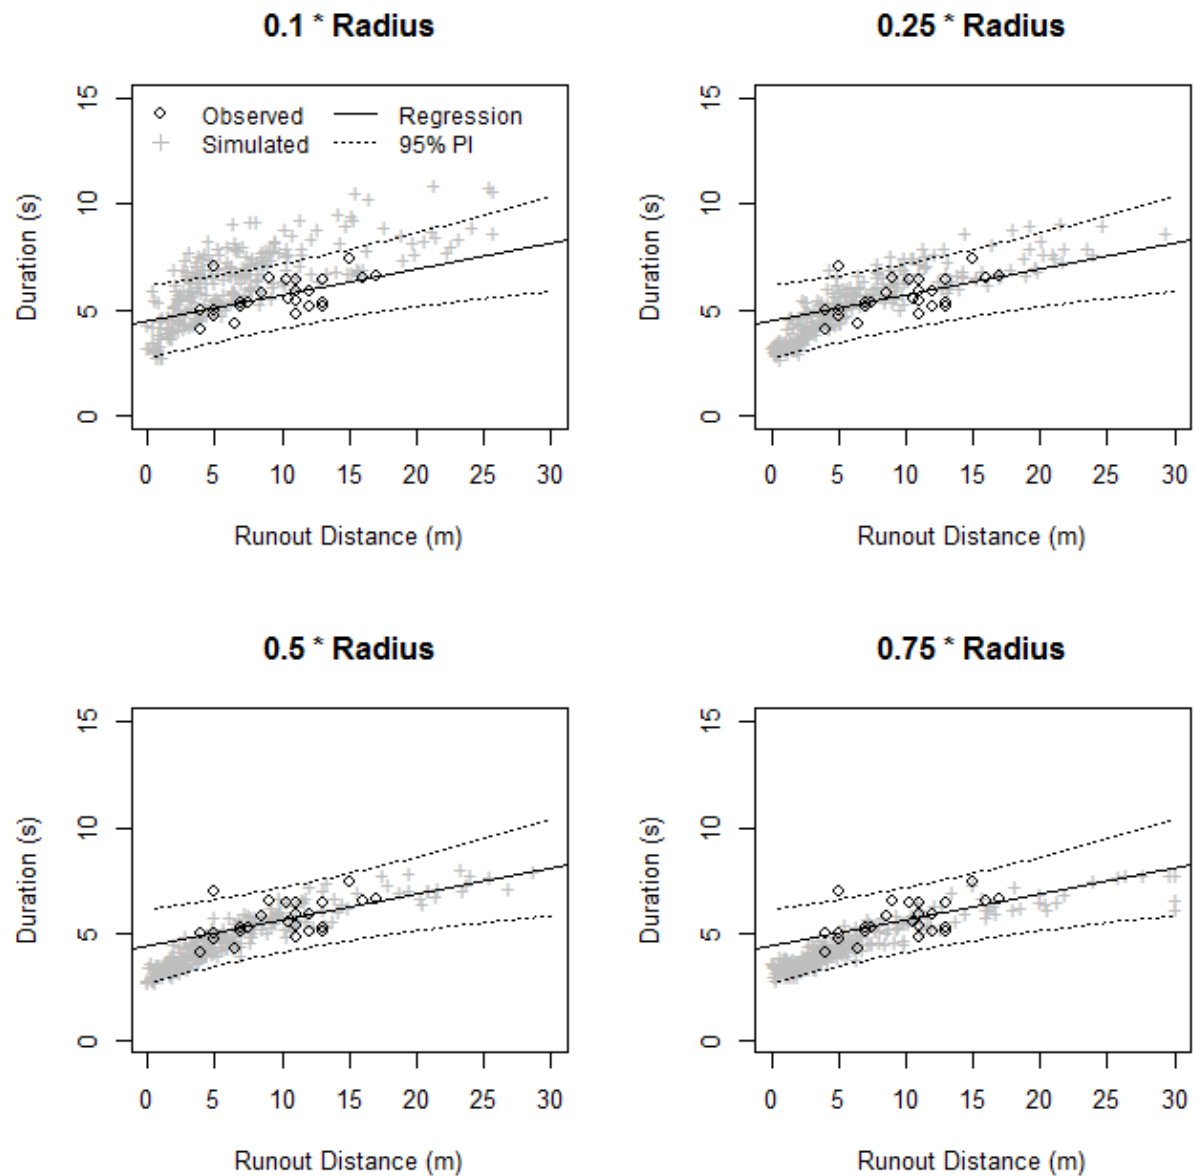 0.1 * Radius
Duration (s)
15
10
5
0
Observed
Regression
Simulated
95% PI
0 5 10 15 20 25 30
Runout Distance (m)
0.25 * Radius
Duration (s)
15
10
5
0
0 5 10 15 20 25 30
Runout Distance (m)
0.5 * Radius
Duration (s)
15
10
5
0
0 5 10 15 20 25 30
Runout Distance (m)
0.75 * Radius
Duration (s)
15
10
5
0
0 5 10 15 20 25 30
Runout Distance (m)